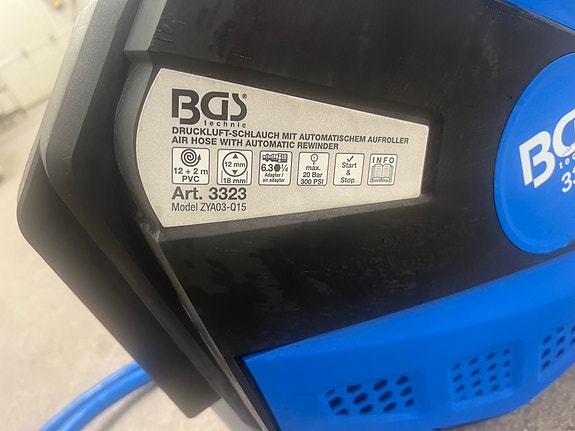 BGS®
technic
DRUCKLUFT-SCHLAUCH MIT AUTOMATISCHEM AUFROLLER
AIR HOSE WITH AUTOMATIC REWINDER
12 + 2 m
PVC
12 mm
18 mm
6.3 1/4
Adapter /
air adaptor
max.
20 Bar
300 PSI
Start
&
Stop
INFO
Art. 3323
Model ZYA03-Q15
BGS
techn
33